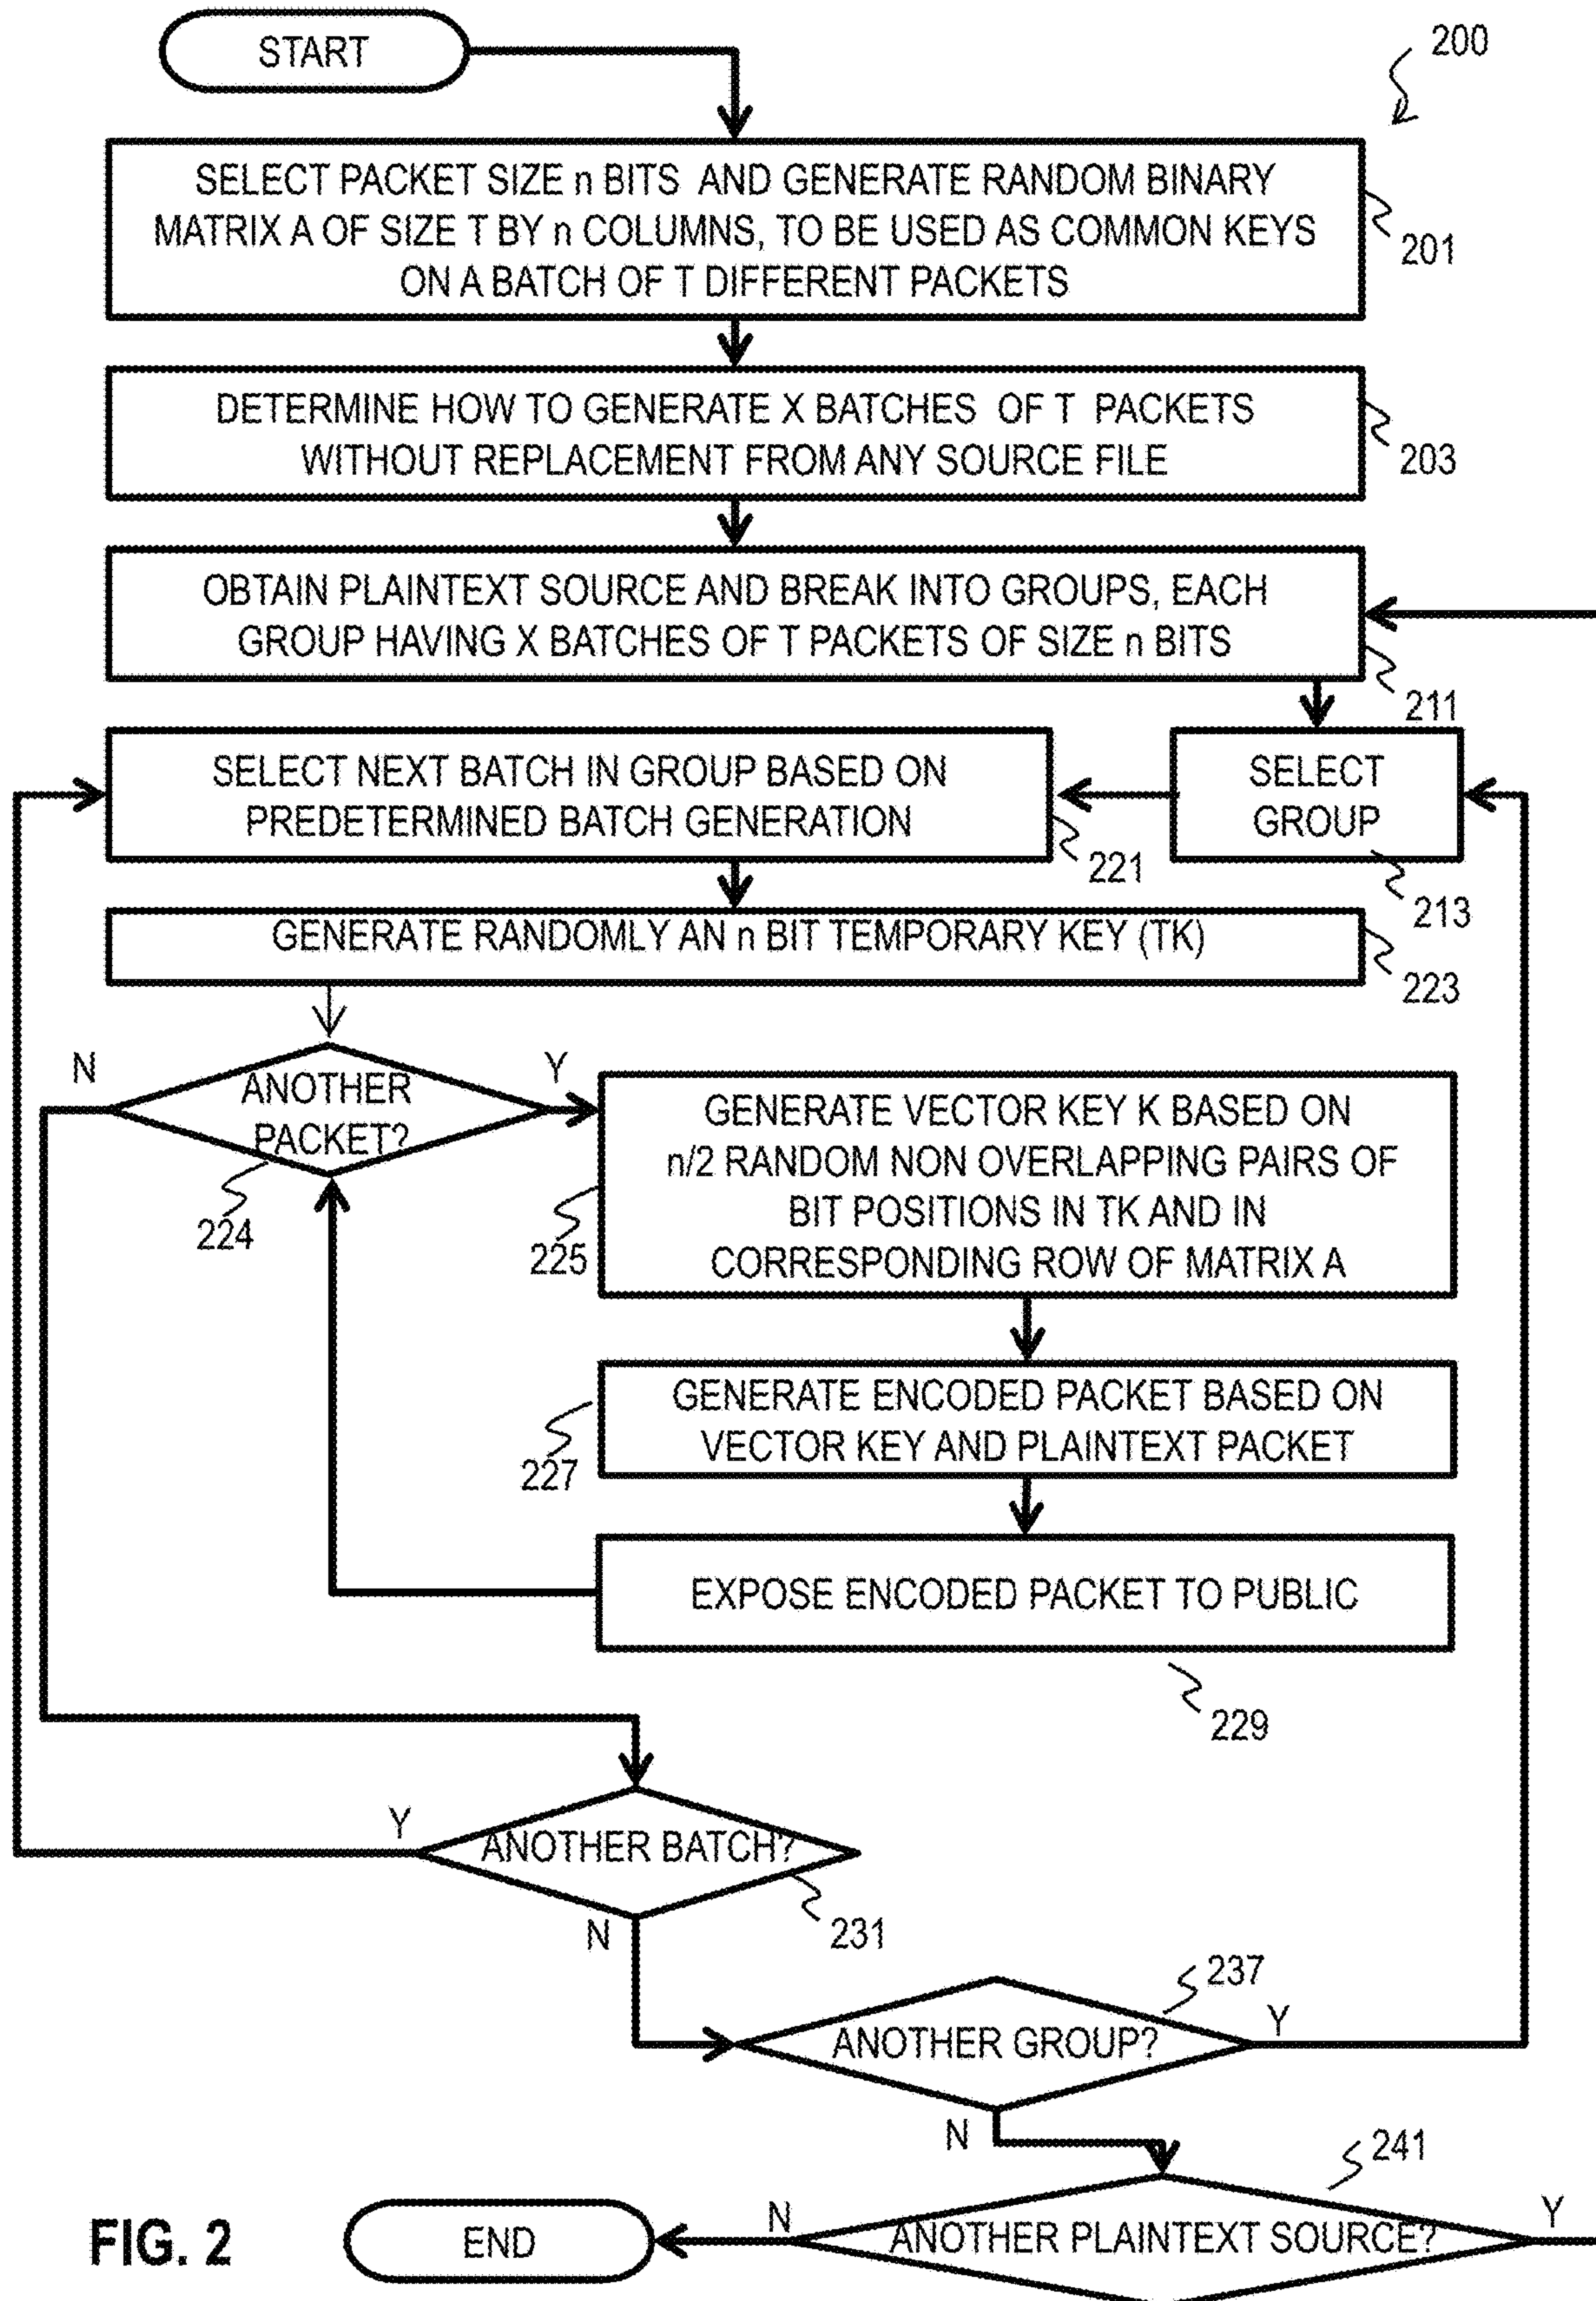 START
200
SELECT PACKET SIZE n BITS AND GENERATE RANDOM BINARY
MATRIX A OF SIZE T BY n COLUMNS, TO BE USED AS COMMON KEYS
ON A BATCH OF T DIFFERENT PACKETS
201
DETERMINE HOW TO GENERATE X BATCHES OF T PACKETS
WITHOUT REPLACEMENT FROM ANY SOURCE FILE
203
OBTAIN PLAINTEXT SOURCE AND BREAK INTO GROUPS, EACH
GROUP HAVING X BATCHES OF T PACKETS OF SIZE n BITS
211
SELECT
GROUP
213
SELECT NEXT BATCH IN GROUP BASED ON
PREDETERMINED BATCH GENERATION
221
GENERATE RANDOMLY AN n BIT TEMPORARY KEY (TK)
223
N
ANOTHER
PACKET?
Y
224
GENERATE VECTOR KEY K BASED ON
n/2 RANDOM NON OVERLAPPING PAIRS OF
BIT POSITIONS IN TK AND IN
CORRESPONDING ROW OF MATRIX A
225
GENERATE ENCODED PACKET BASED ON
VECTOR KEY AND PLAINTEXT PACKET
227
EXPOSE ENCODED PACKET TO PUBLIC
229
Y
ANOTHER BATCH?
231
N
237
ANOTHER GROUP?
Y
N
241
ANOTHER PLAINTEXT SOURCE?
Y
N
END
FIG. 2